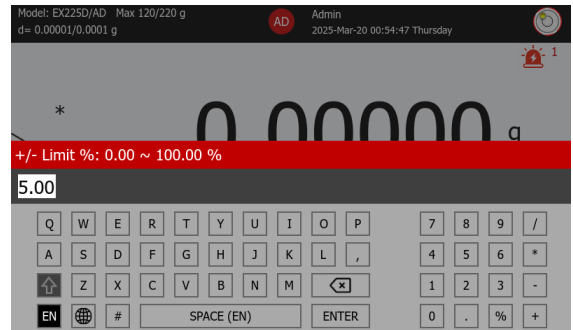 Model: EX225D/AD Max 120/220 g
d= 0.00001/0.0001 g
AD
Admin
2025-Mar-20 00:54:47 Thursday
1
* 0.00000 g
+/- Limit %: 0.00 ~ 100.00 %
5.00
Q W E R T Y U I O P 7 8 9 /
A S D F G H J K L , 4 5 6 *
Z X C V B N M 1 2 3 -
EN # SPACE (EN) ENTER 0 . % +